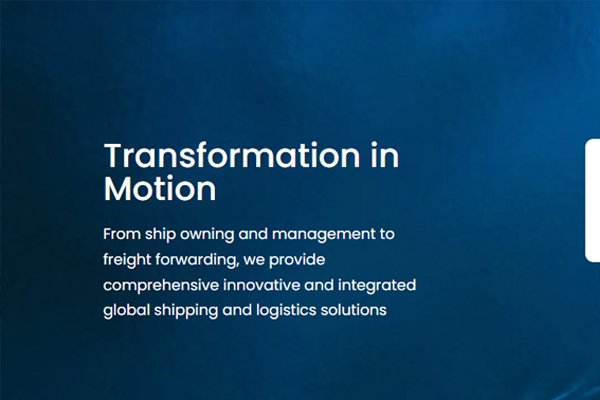 Transformation in
Motion
From ship owning and management to
freight forwarding, we provide
comprehensive innovative and integrated
global shipping and logistics solutions